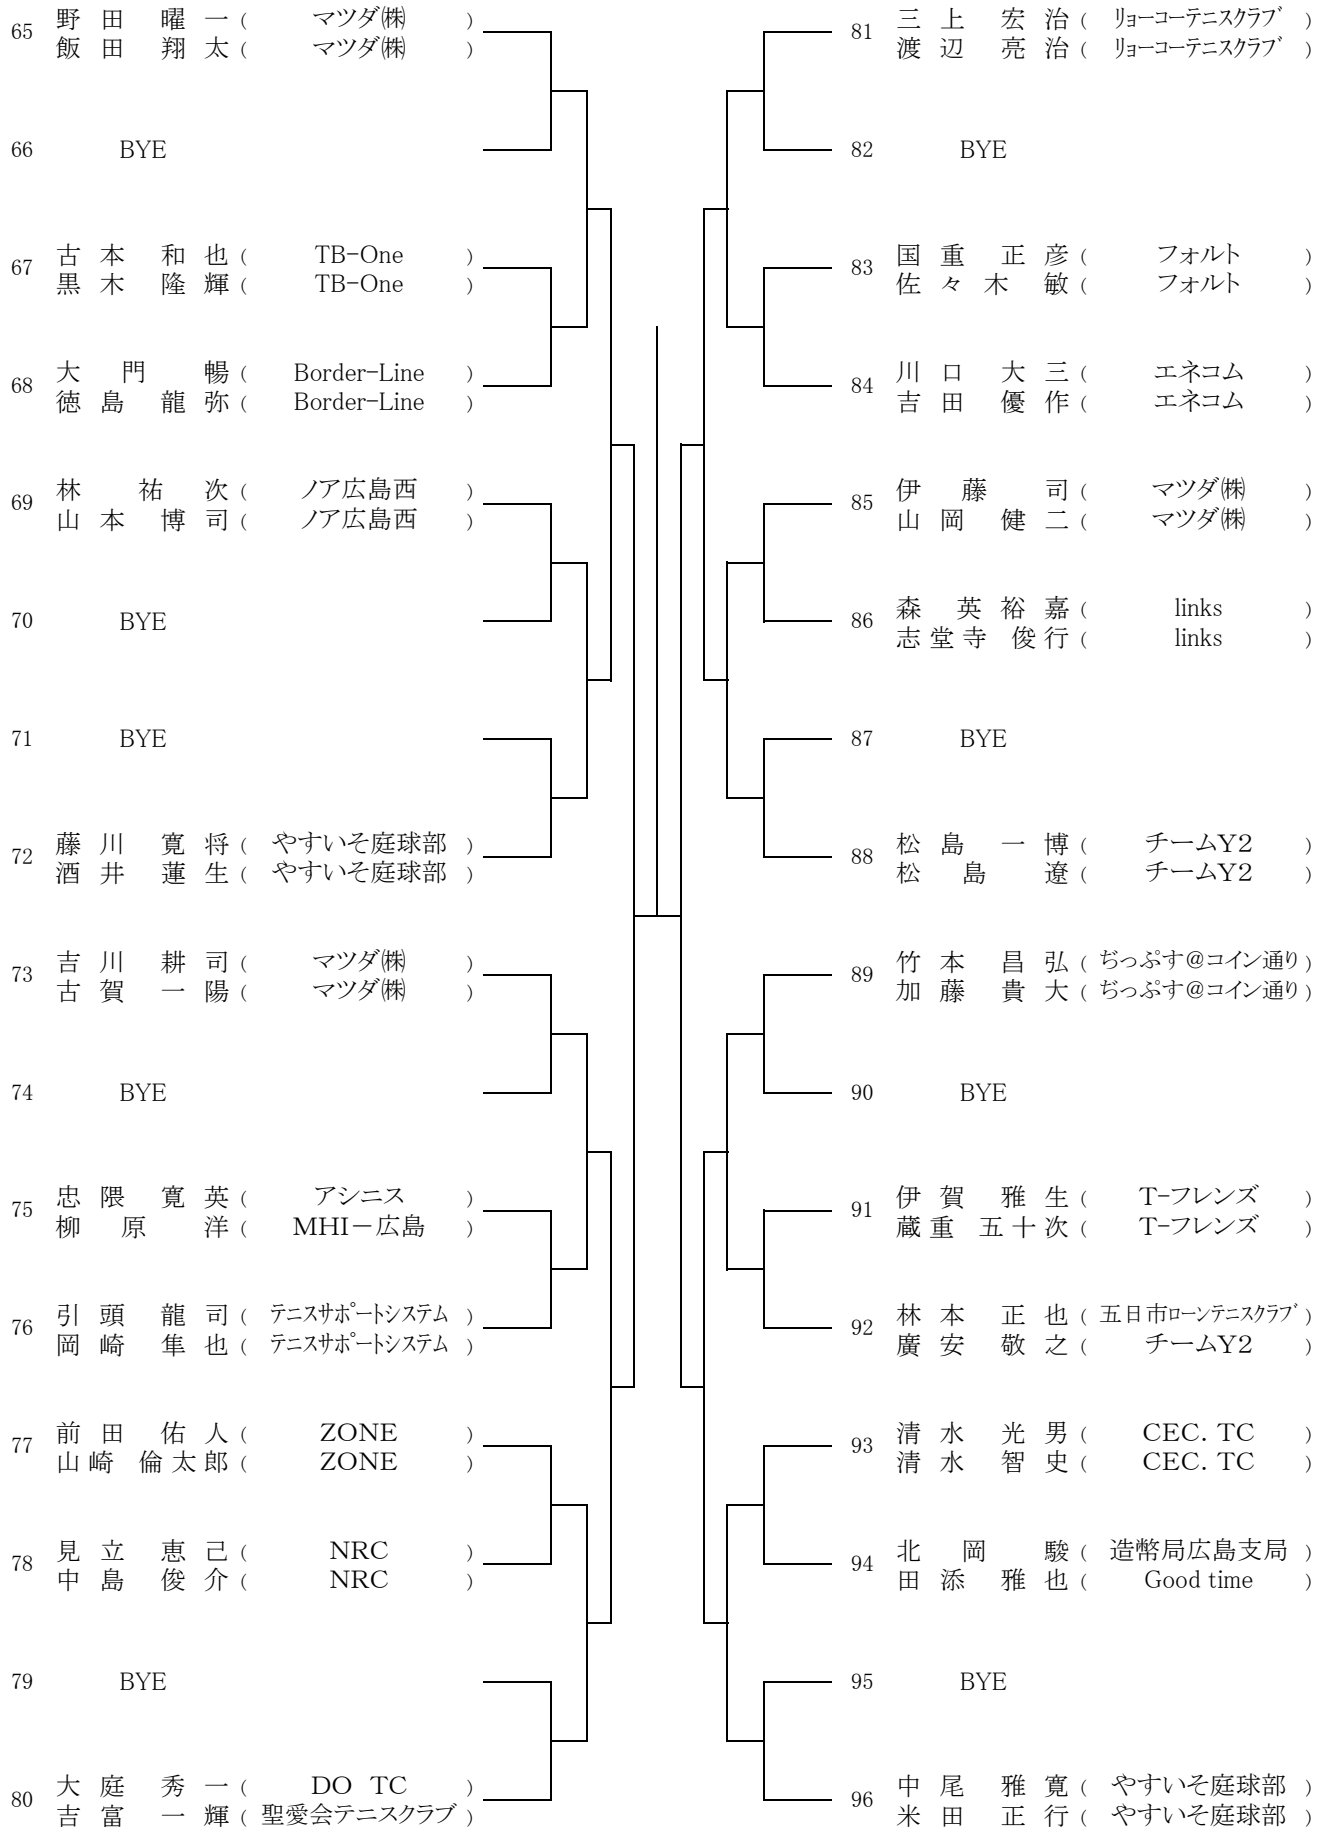 65 野田 曜一 ( マツダ㈱ )
飯田 翔太 ( マツダ㈱ )
66 BYE
67 古本 和也 ( TB-One )
黒木 隆輝 ( TB-One )
68 大門 暢 ( Border-Line )
徳島 龍弥 ( Border-Line )
69 林 祐次 ( ノア広島西 )
山本 博司 ( ノア広島西 )
70 BYE
71 BYE
72 藤川 寛将 ( やすいそ庭球部 )
酒井 蓮生 ( やすいそ庭球部 )
73 吉川 耕司 ( マツダ㈱ )
古賀 一陽 ( マツダ㈱ )
74 BYE
75 忠隈 寛英 ( アシニス )
柳原 洋 ( MHI－広島 )
76 引頭 龍司 ( テニスサポートシステム )
岡崎 隼也 ( テニスサポートシステム )
77 前田 佑人 ( ZONE )
山崎 倫太郎 ( ZONE )
78 見立 恵己 ( NRC )
中島 俊介 ( NRC )
79 BYE
80 大庭 秀一 ( DO TC )
吉富 一輝 ( 聖愛会テニスクラブ )
81 三上 宏治 ( リョーコーテニスクラブ )
渡辺 亮治 ( リョーコーテニスクラブ )
82 BYE
83 国重 正彦 ( フォルト )
佐々木 敏 ( フォルト )
84 川口 大三 ( エネコム )
吉田 優作 ( エネコム )
85 伊藤 司 ( マツダ㈱ )
山岡 健二 ( マツダ㈱ )
86 森 英裕嘉 ( links )
志堂寺 俊行 ( links )
87 BYE
88 松島 一博 ( チームY2 )
松島 遼 ( チームY2 )
89 竹本 昌弘 ( ぢっぷす@コイン通り )
加藤 貴大 ( ぢっぷす@コイン通り )
90 BYE
91 伊賀 雅生 ( T-フレンズ )
蔵重 五十次 ( T-フレンズ )
92 林本 正也 ( 五日市ローンテニスクラブ )
廣安 敬之 ( チームY2 )
93 清水 光男 ( CEC. TC )
清水 智史 ( CEC. TC )
94 北岡 駿 ( 造幣局広島支局 )
田添 雅也 ( Good time )
95 BYE
96 中尾 雅寛 ( やすいそ庭球部 )
米田 正行 ( やすいそ庭球部 )